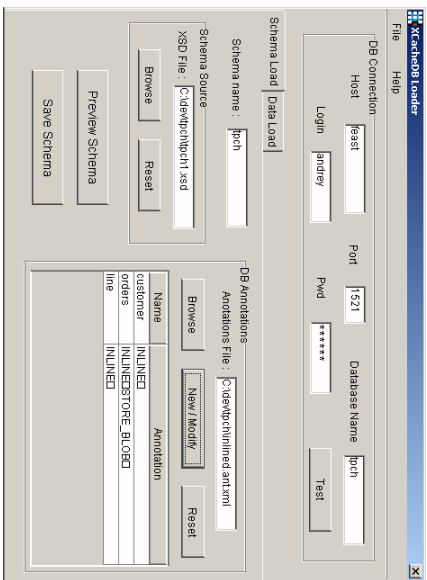 XCacheDB Loader
File Help
DB Connection
Host feast Port 1521 Database Name tpch
Login andrey Pwd ****** Test
Schema Load Data Load
Schema name : tpch
Schema Source
XSD File : C:\dev\tpch\tpch1.xsd
Browse Reset
Preview Schema
Save Schema
DB Annotations
Anotations File : C:\dev\tpch\inlined.ant.xml
Browse New / Modify Reset
Name Annotation
customer INLINE□
orders INLINE□STORE_BLOB□
line INLINE□